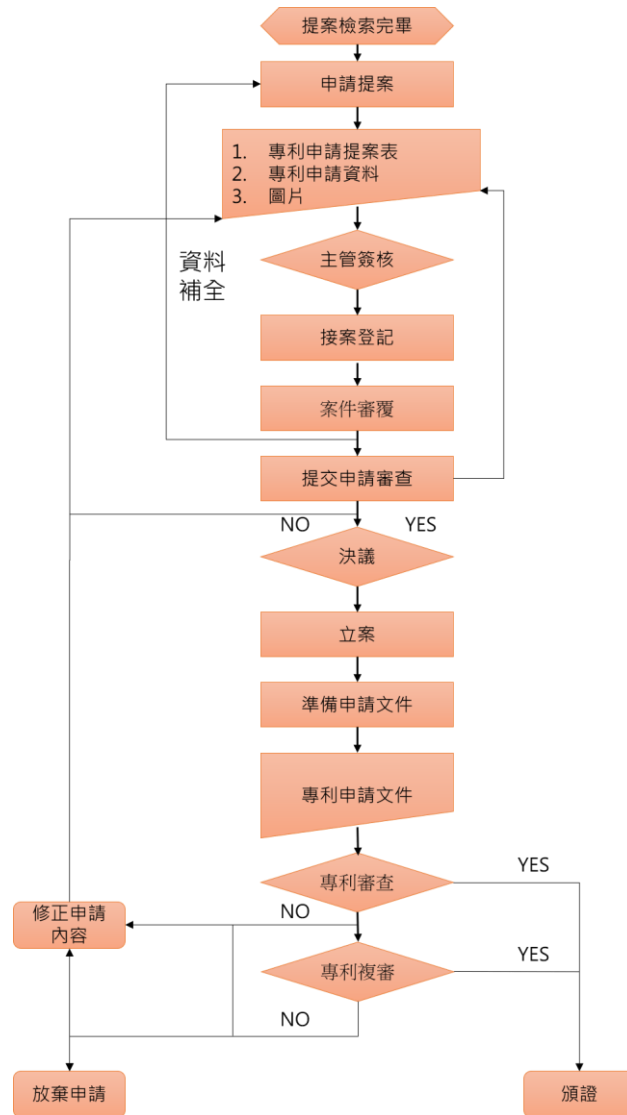 提案檢索完畢
申請提案
1. 專利申請提案表
2. 專利申請資料
3. 圖片
資料
補全
主管簽核
接案登記
案件審覆
提交申請審查
NO
YES
決議
立案
準備申請文件
專利申請文件
專利審查
YES
NO
修正申請
內容
專利複審
YES
NO
放棄申請
頒證